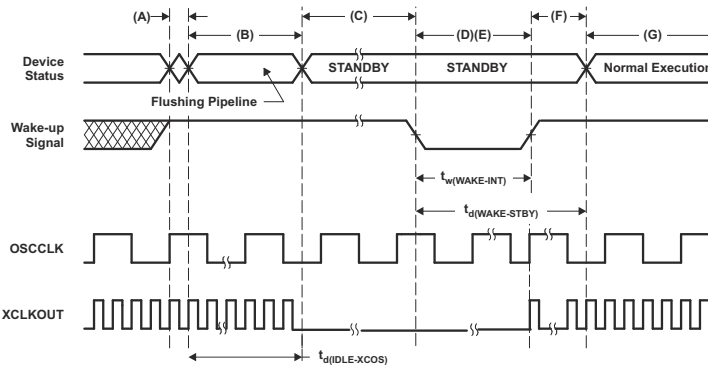 (A)
(B)
(C)
(D)(E)
(F)
(G)
Device
Status
STANDBY
STANDBY
Normal Execution
Flushing Pipeline
Wake-up
Signal
tw(WAKE-INT)
td(WAKE-STBY)
OSCCLK
XCLKOUT
td(IDLE-XCOS)